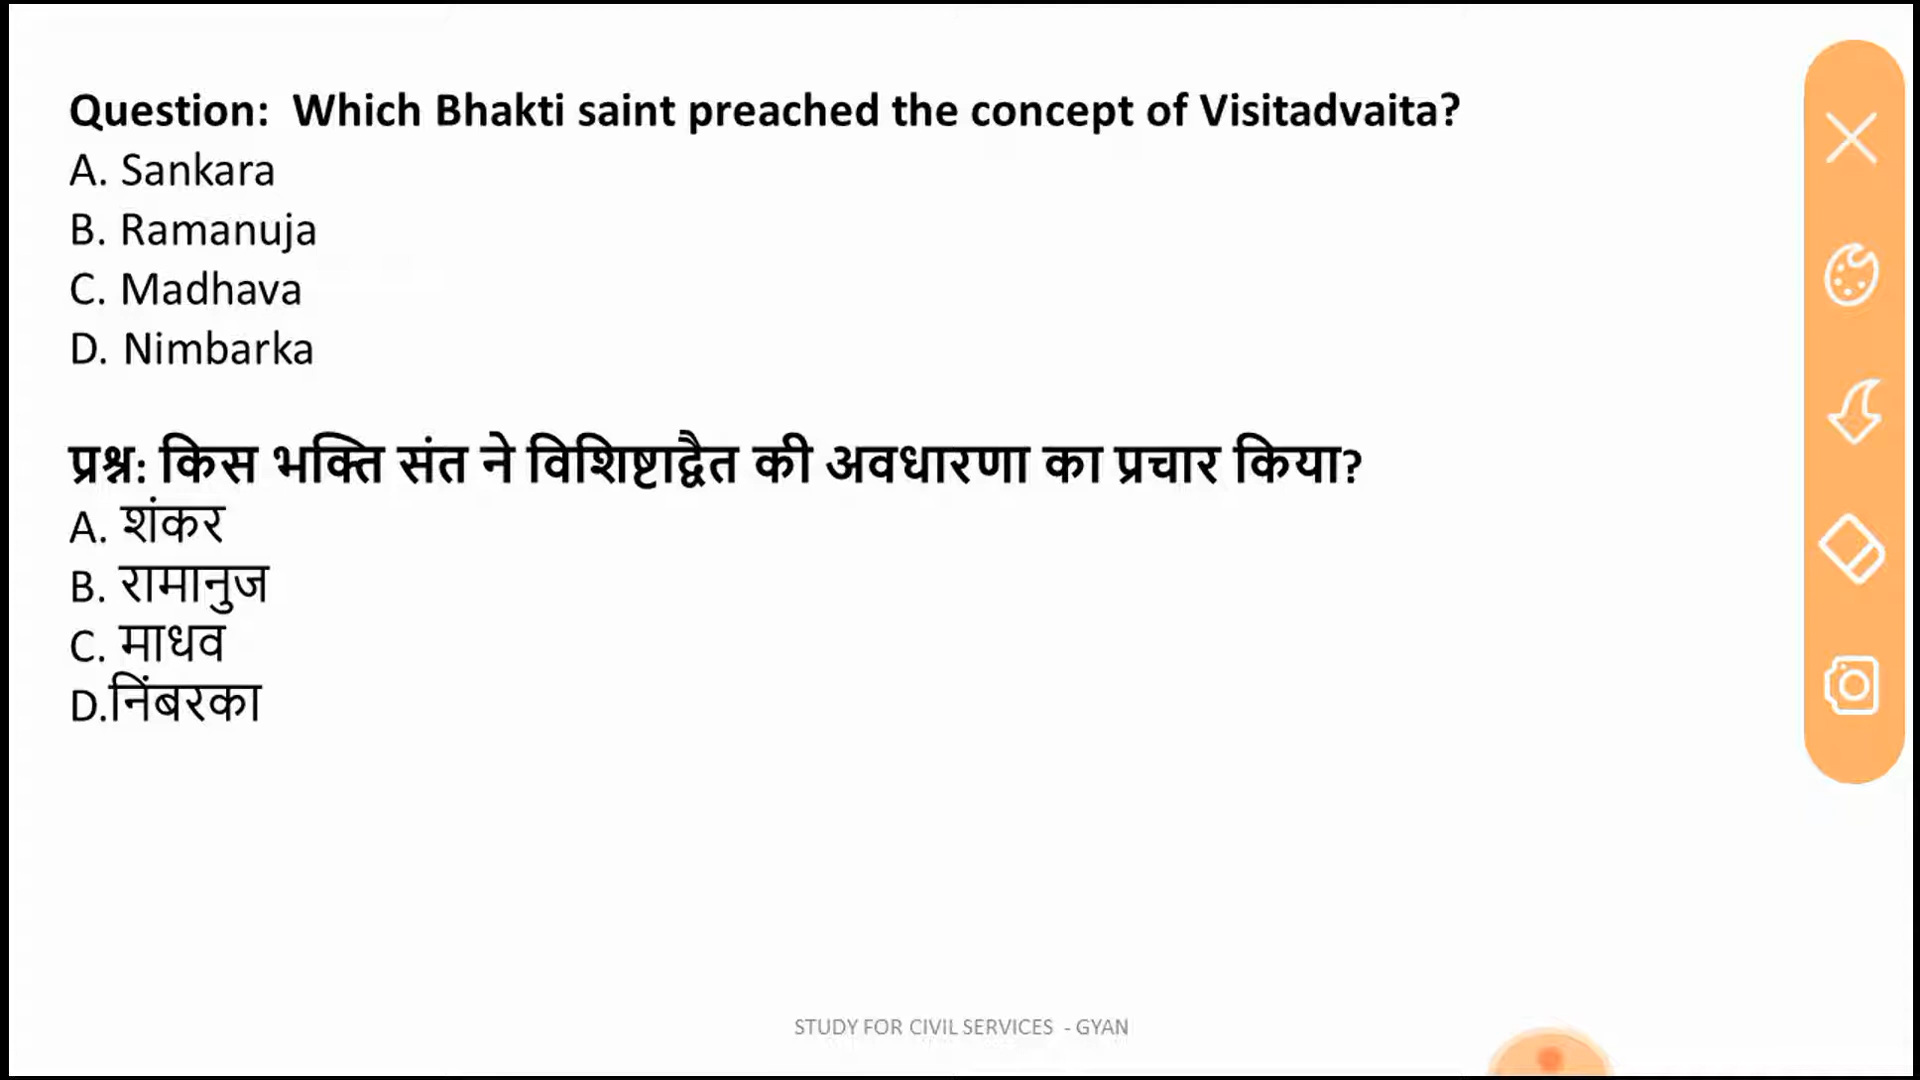 Question: Which Bhakti saint preached the concept of Visitadvaita?
A. Sankara
B. Ramanuja
C. Madhava
D. Nimbarka
प्रश्न: किस भक्ति संत ने विशिष्टाद्वैत की अवधारणा का प्रचार किया?
A. शंकर
B. रामानुज
C. माधव
D.निंबरका
STUDY FOR CIVIL SERVICES - GYAN